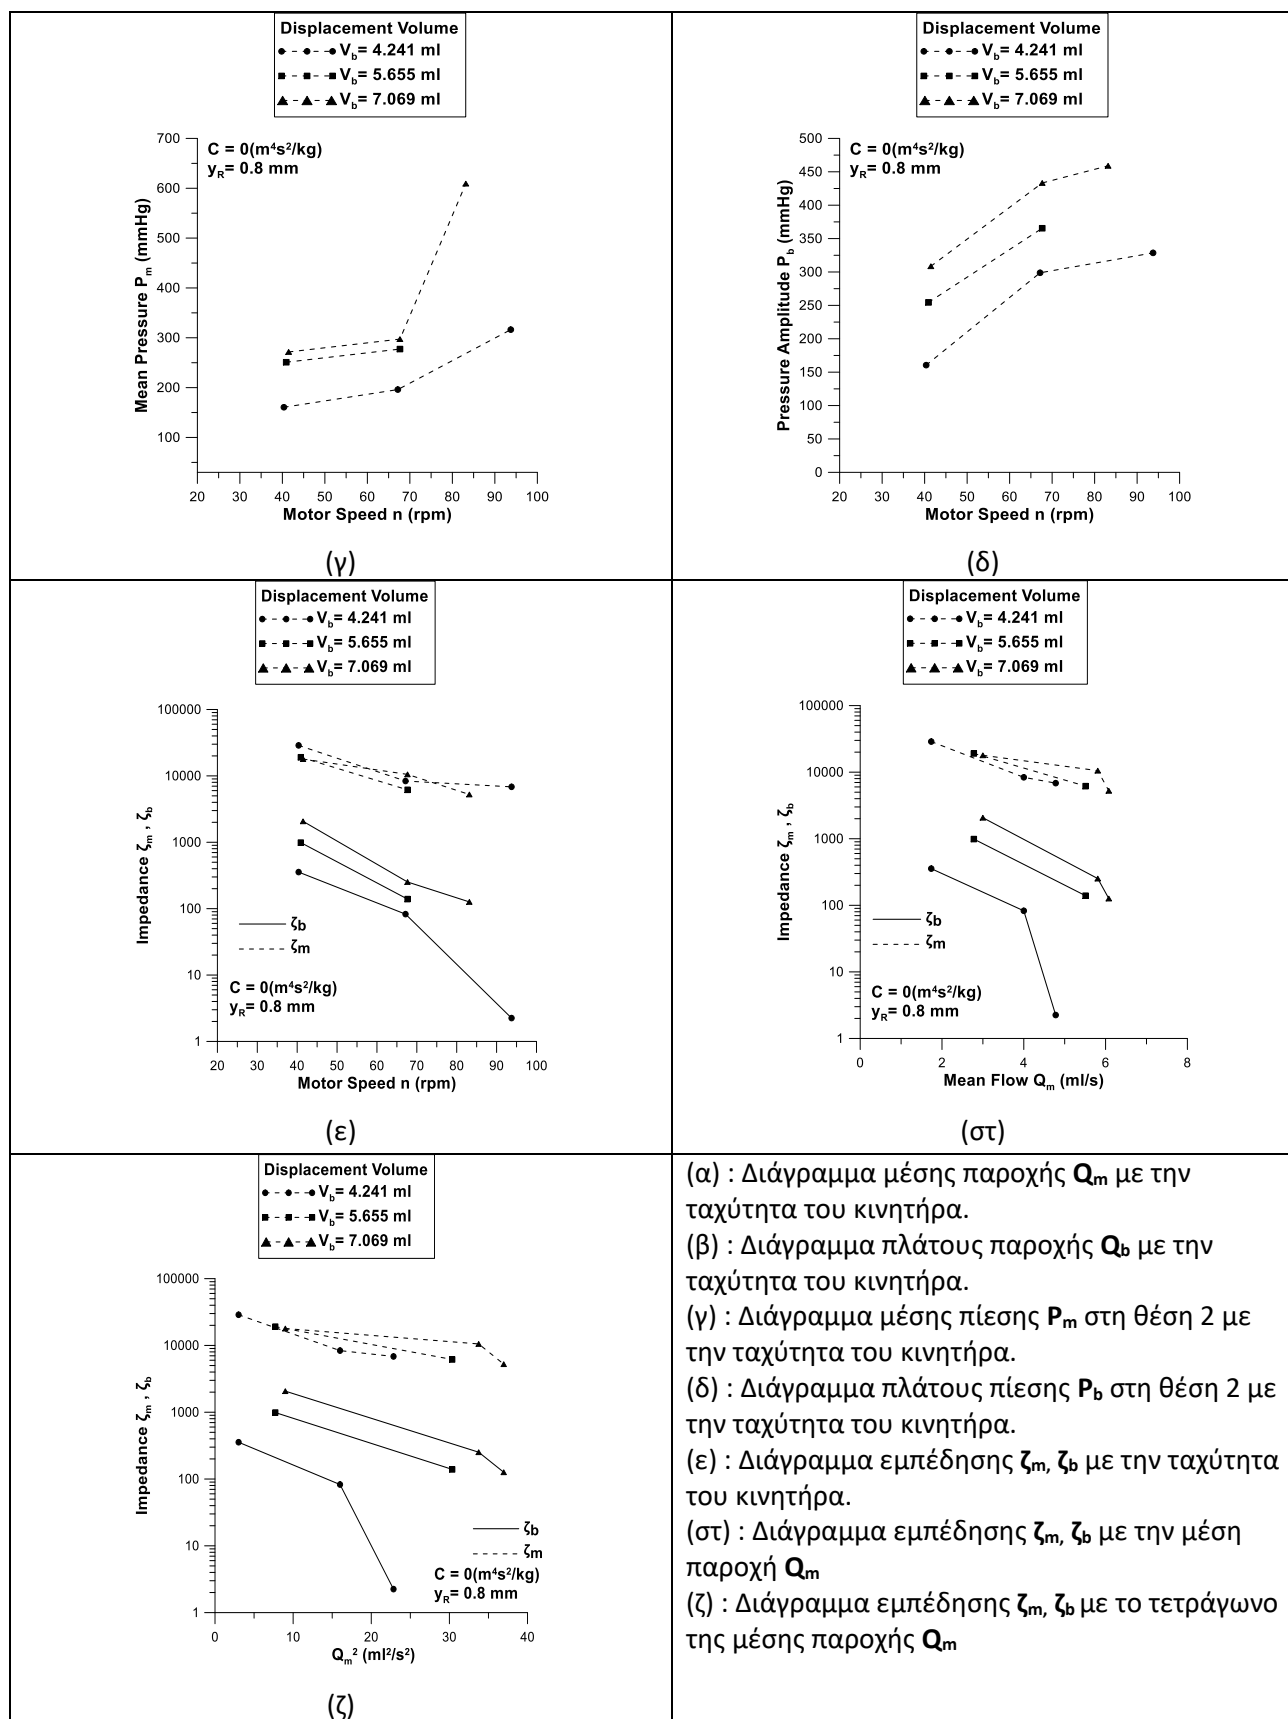 Displacement Volume
V_b= 4.241 ml
V_b= 5.655 ml
V_b= 7.069 ml
700
600
500
400
300
200
100
Mean Pressure P_m (mmHg)
C = 0(m⁴s²/kg)
y_R= 0.8 mm
20 30 40 50 60 70 80 90 100
Motor Speed n (rpm)
(γ)
Displacement Volume
V_b= 4.241 ml
V_b= 5.655 ml
V_b= 7.069 ml
500
450
400
350
300
250
200
150
100
50
0
Pressure Amplitude P_b (mmHg)
C = 0(m⁴s²/kg)
y_R= 0.8 mm
20 30 40 50 60 70 80 90 100
Motor Speed n (rpm)
(δ)
Displacement Volume
V_b= 4.241 ml
V_b= 5.655 ml
V_b= 7.069 ml
100000
10000
1000
100
10
1
Impedance ζ_m , ζ_b
ζ_b
ζ_m
C = 0(m⁴s²/kg)
y_R= 0.8 mm
20 30 40 50 60 70 80 90 100
Motor Speed n (rpm)
(ε)
Displacement Volume
V_b= 4.241 ml
V_b= 5.655 ml
V_b= 7.069 ml
100000
10000
1000
100
10
1
Impedance ζ_m , ζ_b
ζ_b
ζ_m
C = 0(m⁴s²/kg)
y_R= 0.8 mm
0 2 4 6 8
Mean Flow Q_m (ml/s)
(στ)
Displacement Volume
V_b= 4.241 ml
V_b= 5.655 ml
V_b= 7.069 ml
100000
10000
1000
100
10
1
Impedance ζ_m , ζ_b
ζ_b
ζ_m
C = 0(m⁴s²/kg)
y_R= 0.8 mm
0 10 20 30 40
Q_m² (ml²/s²)
(ζ)
(α) : Διάγραμμα μέσης παροχής Q_m με την
ταχύτητα του κινητήρα.
(β) : Διάγραμμα πλάτους παροχής Q_b με την
ταχύτητα του κινητήρα.
(γ) : Διάγραμμα μέσης πίεσης P_m στη θέση 2 με
την ταχύτητα του κινητήρα.
(δ) : Διάγραμμα πλάτους πίεσης P_b στη θέση 2 με
την ταχύτητα του κινητήρα.
(ε) : Διάγραμμα εμπέδησης ζ_m, ζ_b με την ταχύτητα
του κινητήρα.
(στ) : Διάγραμμα εμπέδησης ζ_m, ζ_b με την μέση
παροχή Q_m
(ζ) : Διάγραμμα εμπέδησης ζ_m, ζ_b με το τετράγωνο
της μέσης παροχής Q_m